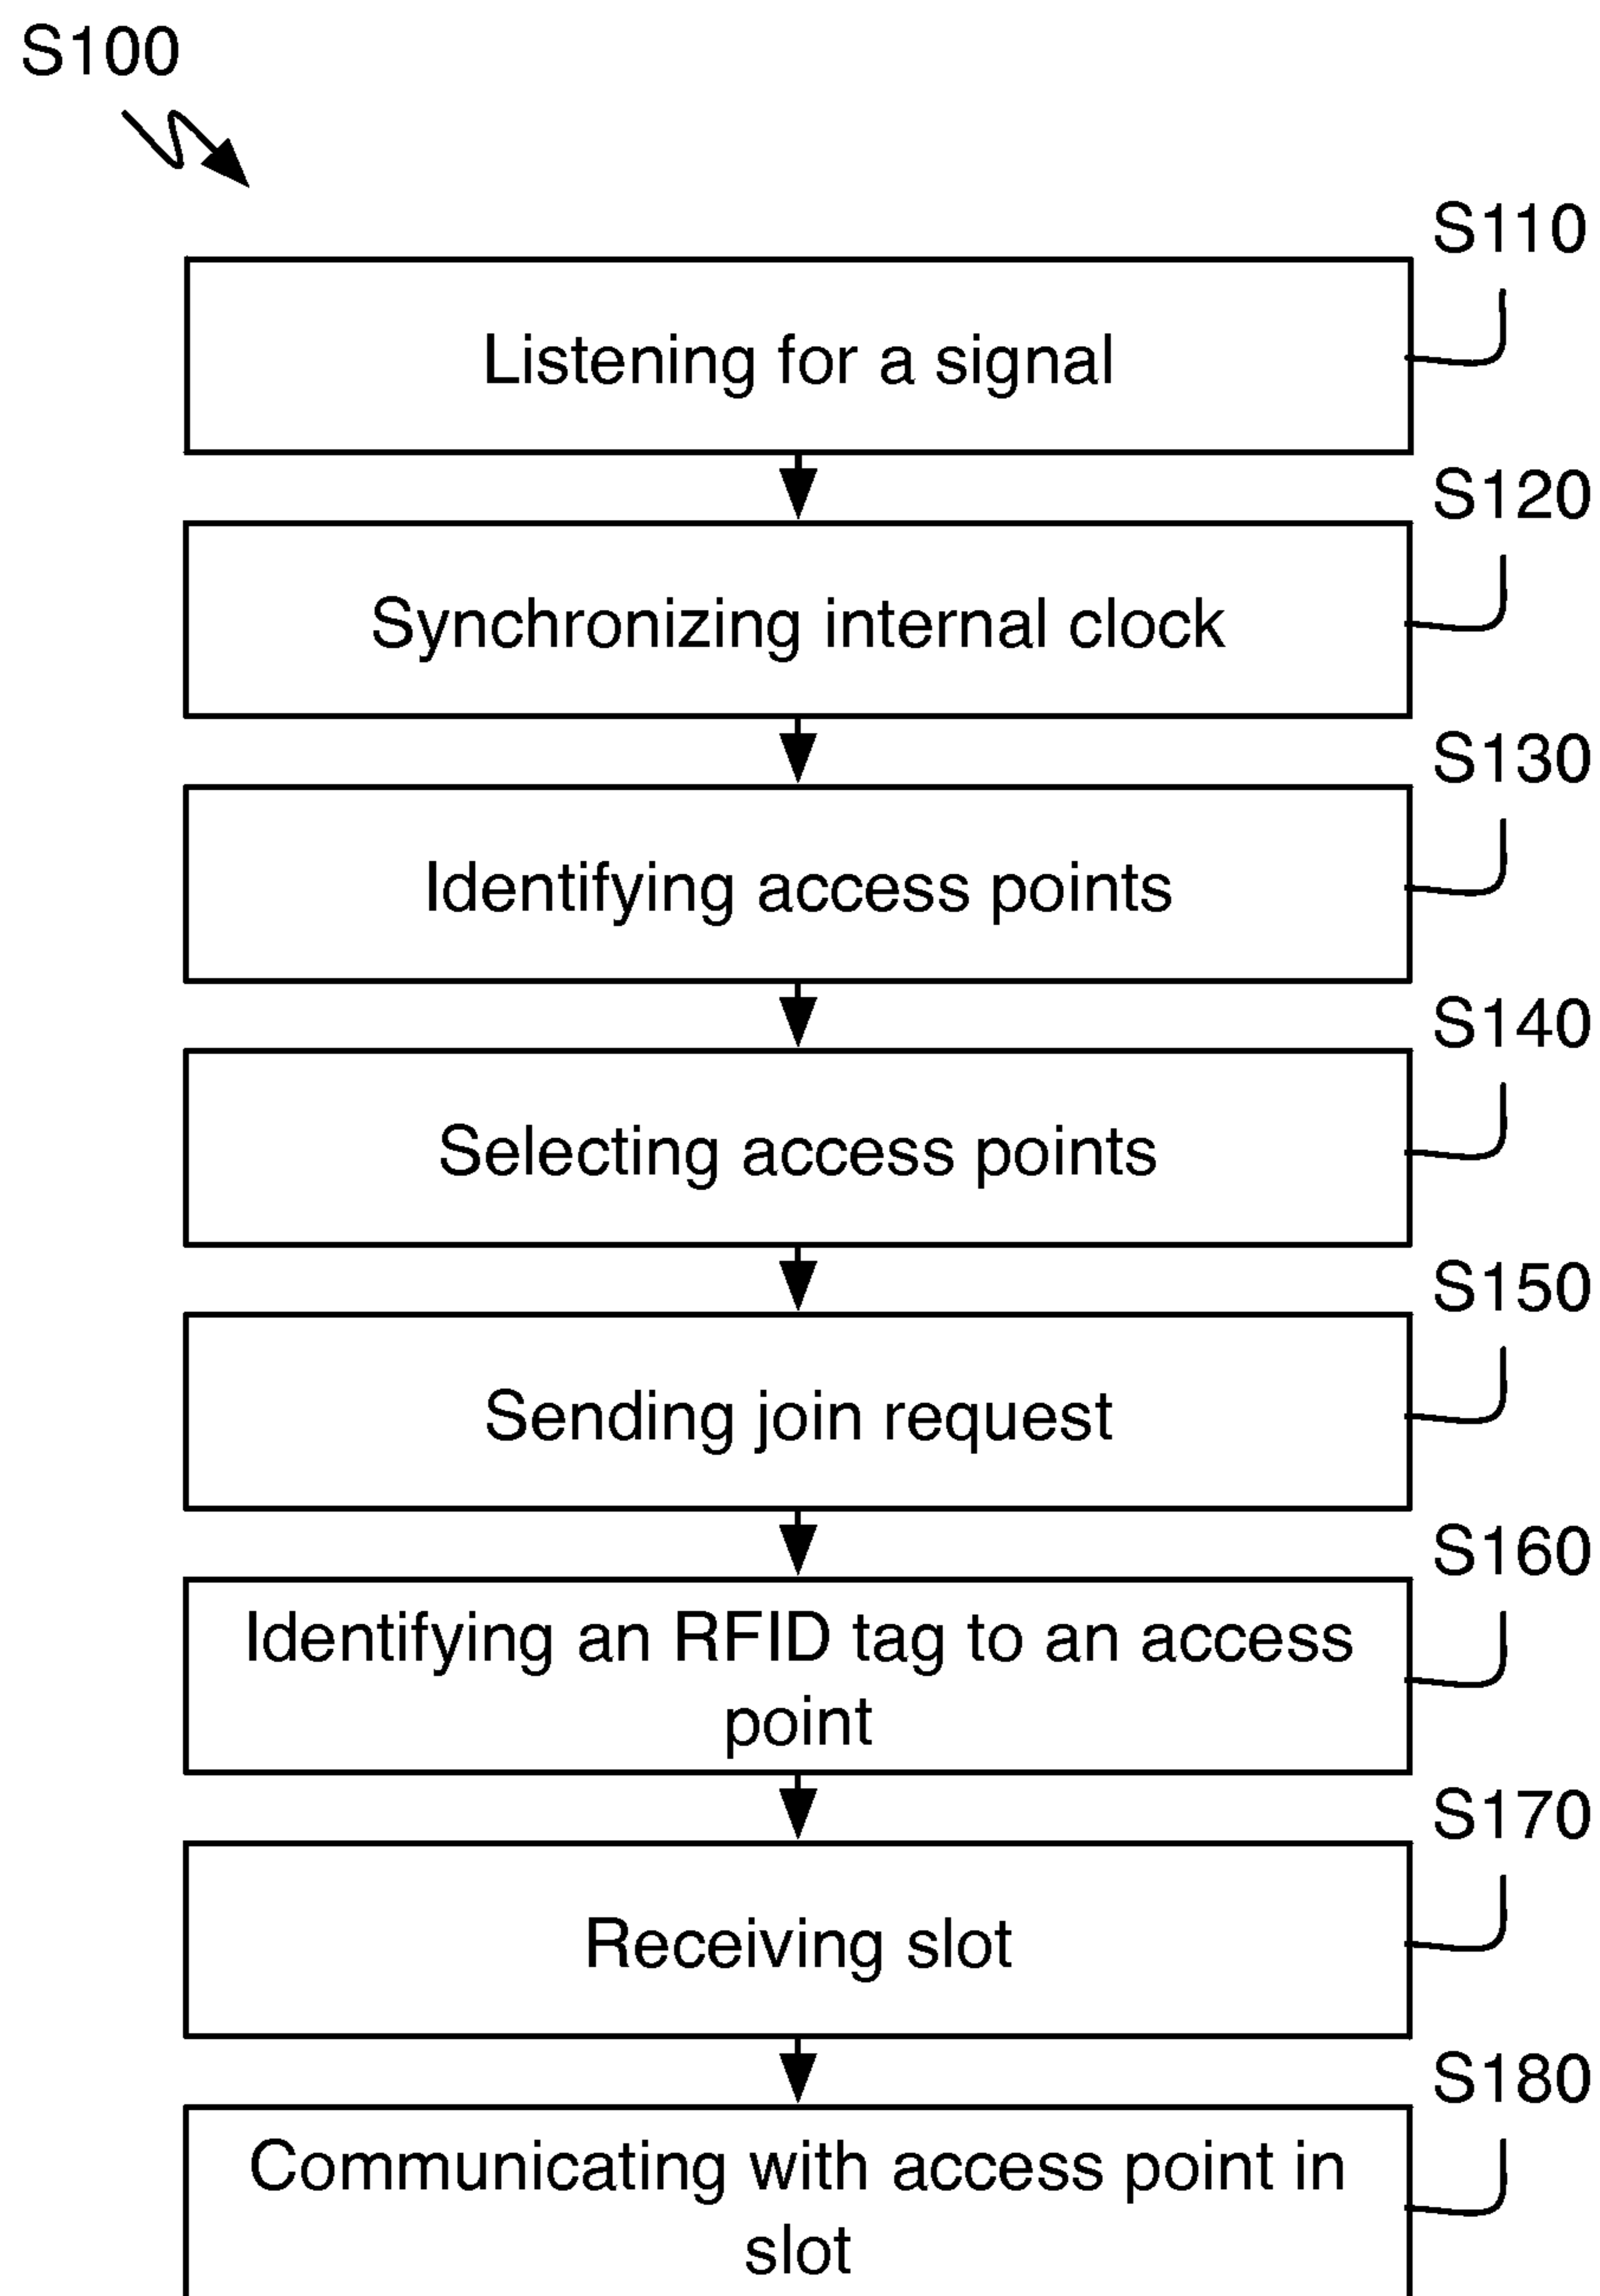 S100
S110
Listening for a signal
S120
Synchronizing internal clock
S130
Identifying access points
S140
Selecting access points
S150
Sending join request
S160
Identifying an RFID tag to an access
point
S170
Receiving slot
S180
Communicating with access point in
slot